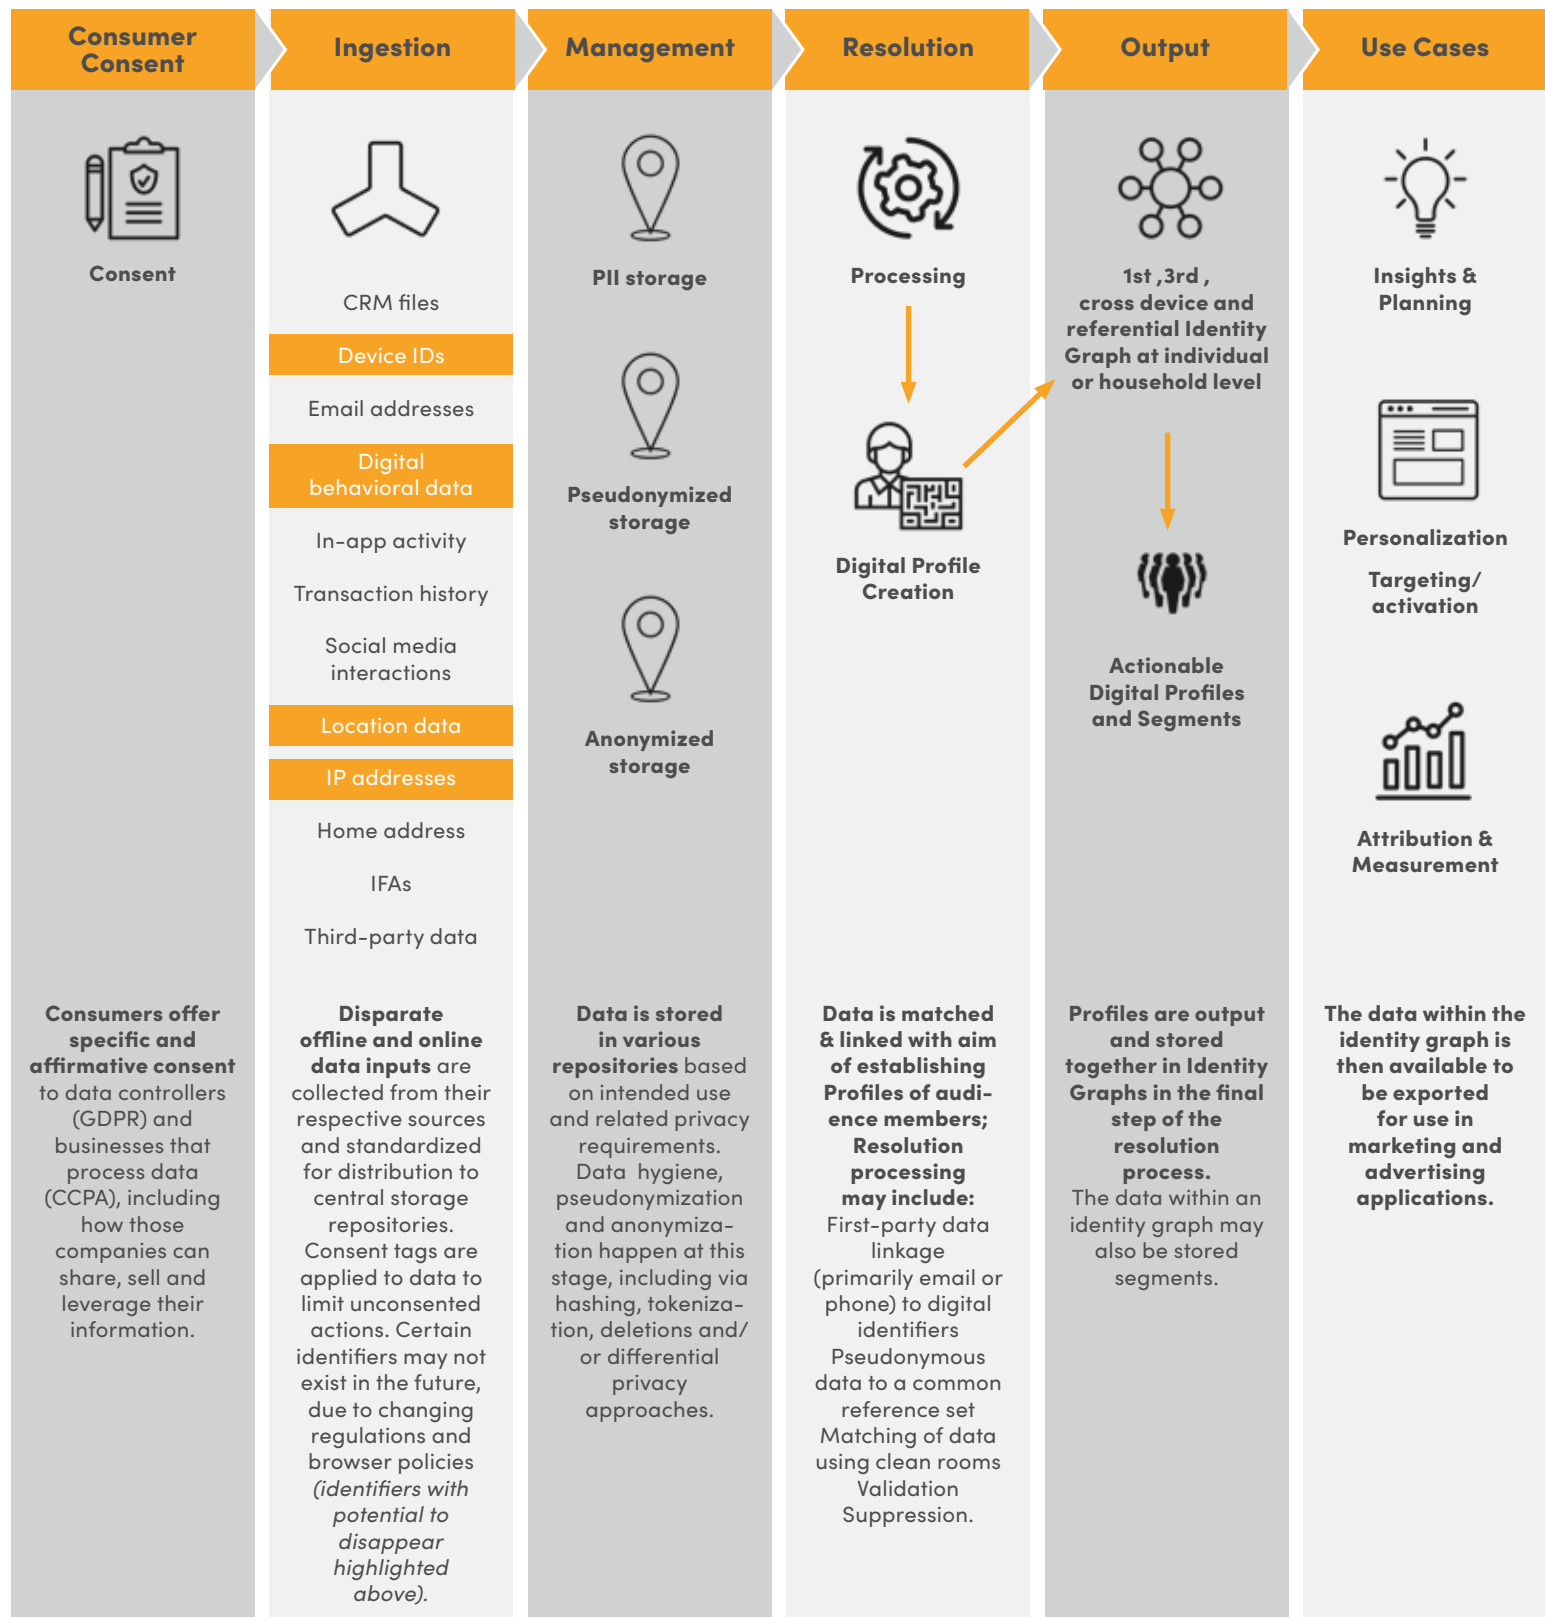 Consumer
Consent
Ingestion
Management
Resolution
Output
Use Cases
Consent
CRM files
Device IDs
Email addresses
Digital
behavioral data
In-app activity
Transaction history
Social media
interactions
Location data
IP addresses
Home address
IFAs
Third-party data
PII storage
Pseudonymized
storage
Anonymized
storage
Processing
Digital Profile
Creation
1st ,3rd ,
cross device and
referential Identity
Graph at individual
or household level
Actionable
Digital Profiles
and Segments
Insights &
Planning
Personalization
Targeting/
activation
Attribution &
Measurement
Consumers offer
specific and
affirmative consent
to data controllers
(GDPR) and
businesses that
process data
(CCPA), including
how those
companies can
share, sell and
leverage their
information.
Disparate
offline and online
data inputs are
collected from their
respective sources
and standardized
for distribution to
central storage
repositories.
Consent tags are
applied to data to
limit unconsented
actions. Certain
identifiers may not
exist in the future,
due to changing
regulations and
browser policies
(identifiers with
potential to
disappear
highlighted
above).
Data is stored
in various
repositories based
on intended use
and related privacy
requirements.
Data hygiene,
pseudonymization
and anonymiza-
tion happen at this
stage, including via
hashing, tokeniza-
tion, deletions and/
or differential
privacy
approaches.
Data is matched
& linked with aim
of establishing
Profiles of audi-
ence members;
Resolution
processing
may include:
First-party data
linkage
(primarily email or
phone) to digital
identifiers
Pseudonymous
data to a common
reference set
Matching of data
using clean rooms
Validation
Suppression.
Profiles are output
and stored
together in Identity
Graphs in the final
step of the
resolution
process.
The data within an
identity graph may
also be stored
segments.
The data within the
identity graph is
then available to
be exported
for use in
marketing and
advertising
applications.